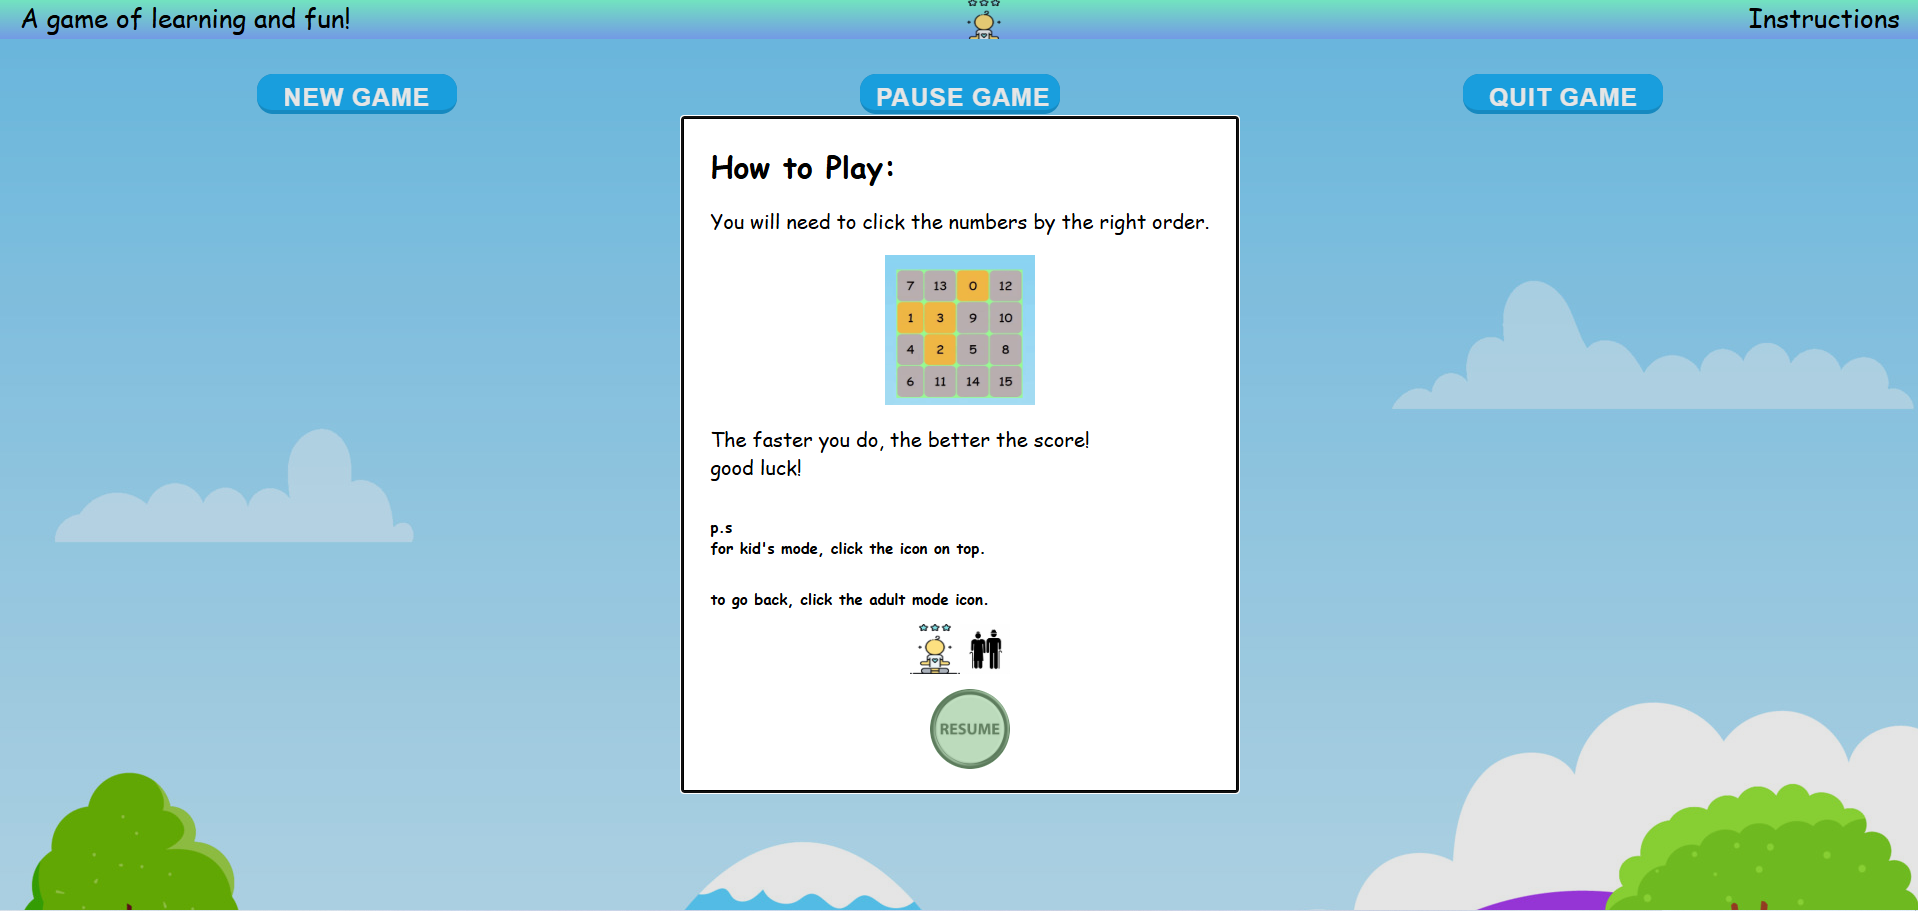 A game of learning and fun!
Instructions
NEW GAME
PAUSE GAME
QUIT GAME
How to Play:
You will need to click the numbers by the right order.
7 13 0 12
1 3 9 10
4 2 5 8
6 11 14 15
The faster you do, the better the score!
good luck!
p.s
for kid's mode, click the icon on top.
to go back, click the adult mode icon.
RESUME